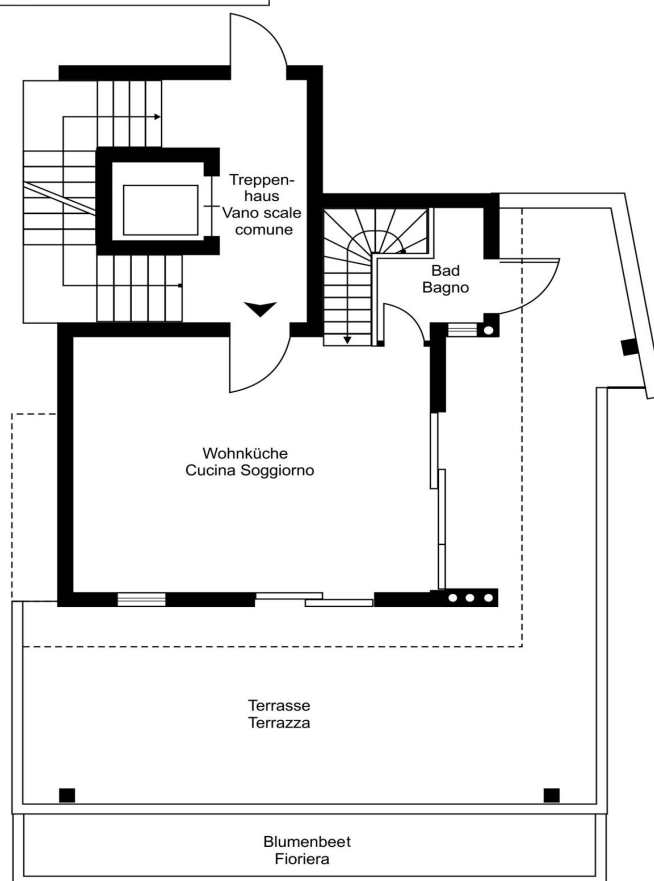 Treppen-
haus
Vano scale
comune
Bad
Bagno
Wohnküche
Cucina Soggiorno
Terrasse
Terrazza
Blumenbeet
Fioriera